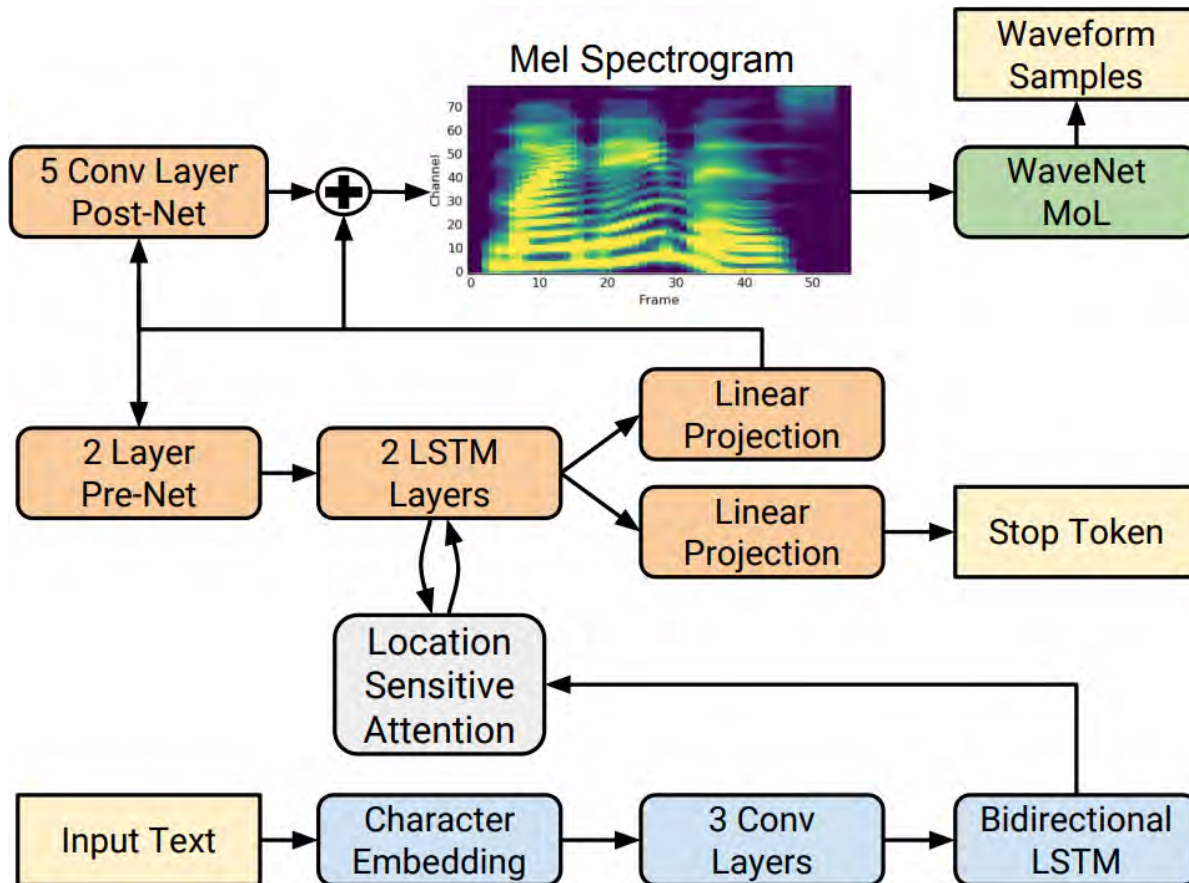 Waveform
Samples
Mel Spectrogram
5 Conv Layer
Post-Net
WaveNet
MoL
Channel
70
60
50
40
30
20
10
0
0 10 20 30 40 50
Frame
2 Layer
Pre-Net
2 LSTM
Layers
Linear
Projection
Linear
Projection
Stop Token
Location
Sensitive
Attention
Input Text
Character
Embedding
3 Conv
Layers
Bidirectional
LSTM